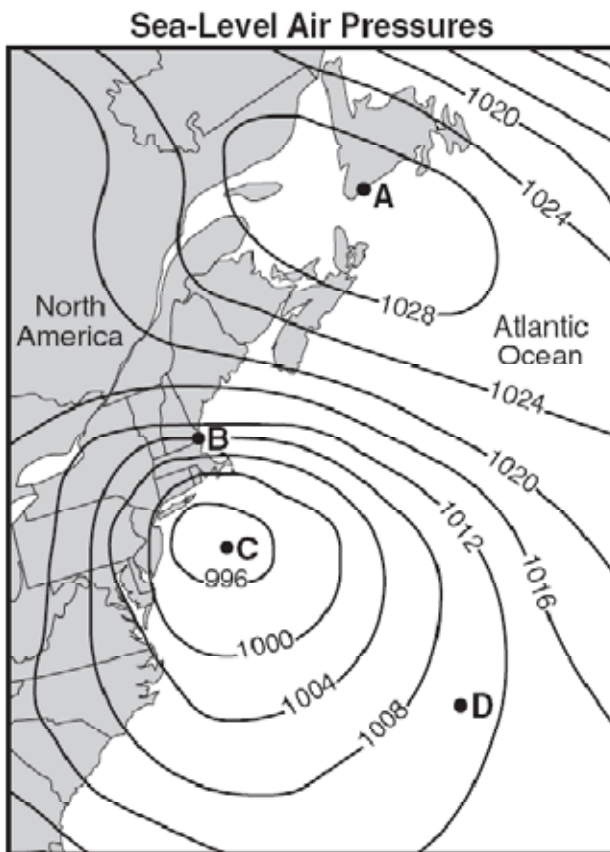 Sea-Level Air Pressures
1020
1024
A
1028
North
America
Atlantic
Ocean
1024
B
1020
1012
1016
C
996
1000
1004
1008
D